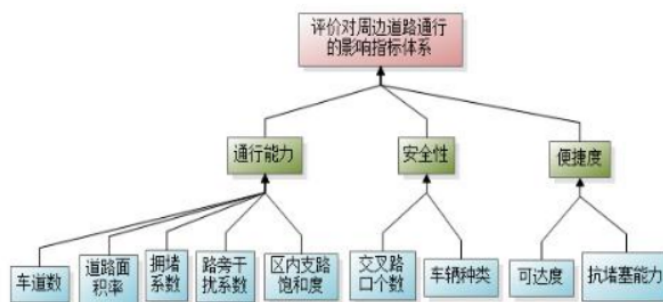 评价对周边道路通行
的影响指标体系
通行能力
安全性
便捷度
车道数
道路面
积率
拥堵
系数
路旁干
扰系数
区内支路
饱和度
交叉路
口个数
车辆种类
可达度
抗堵塞能力